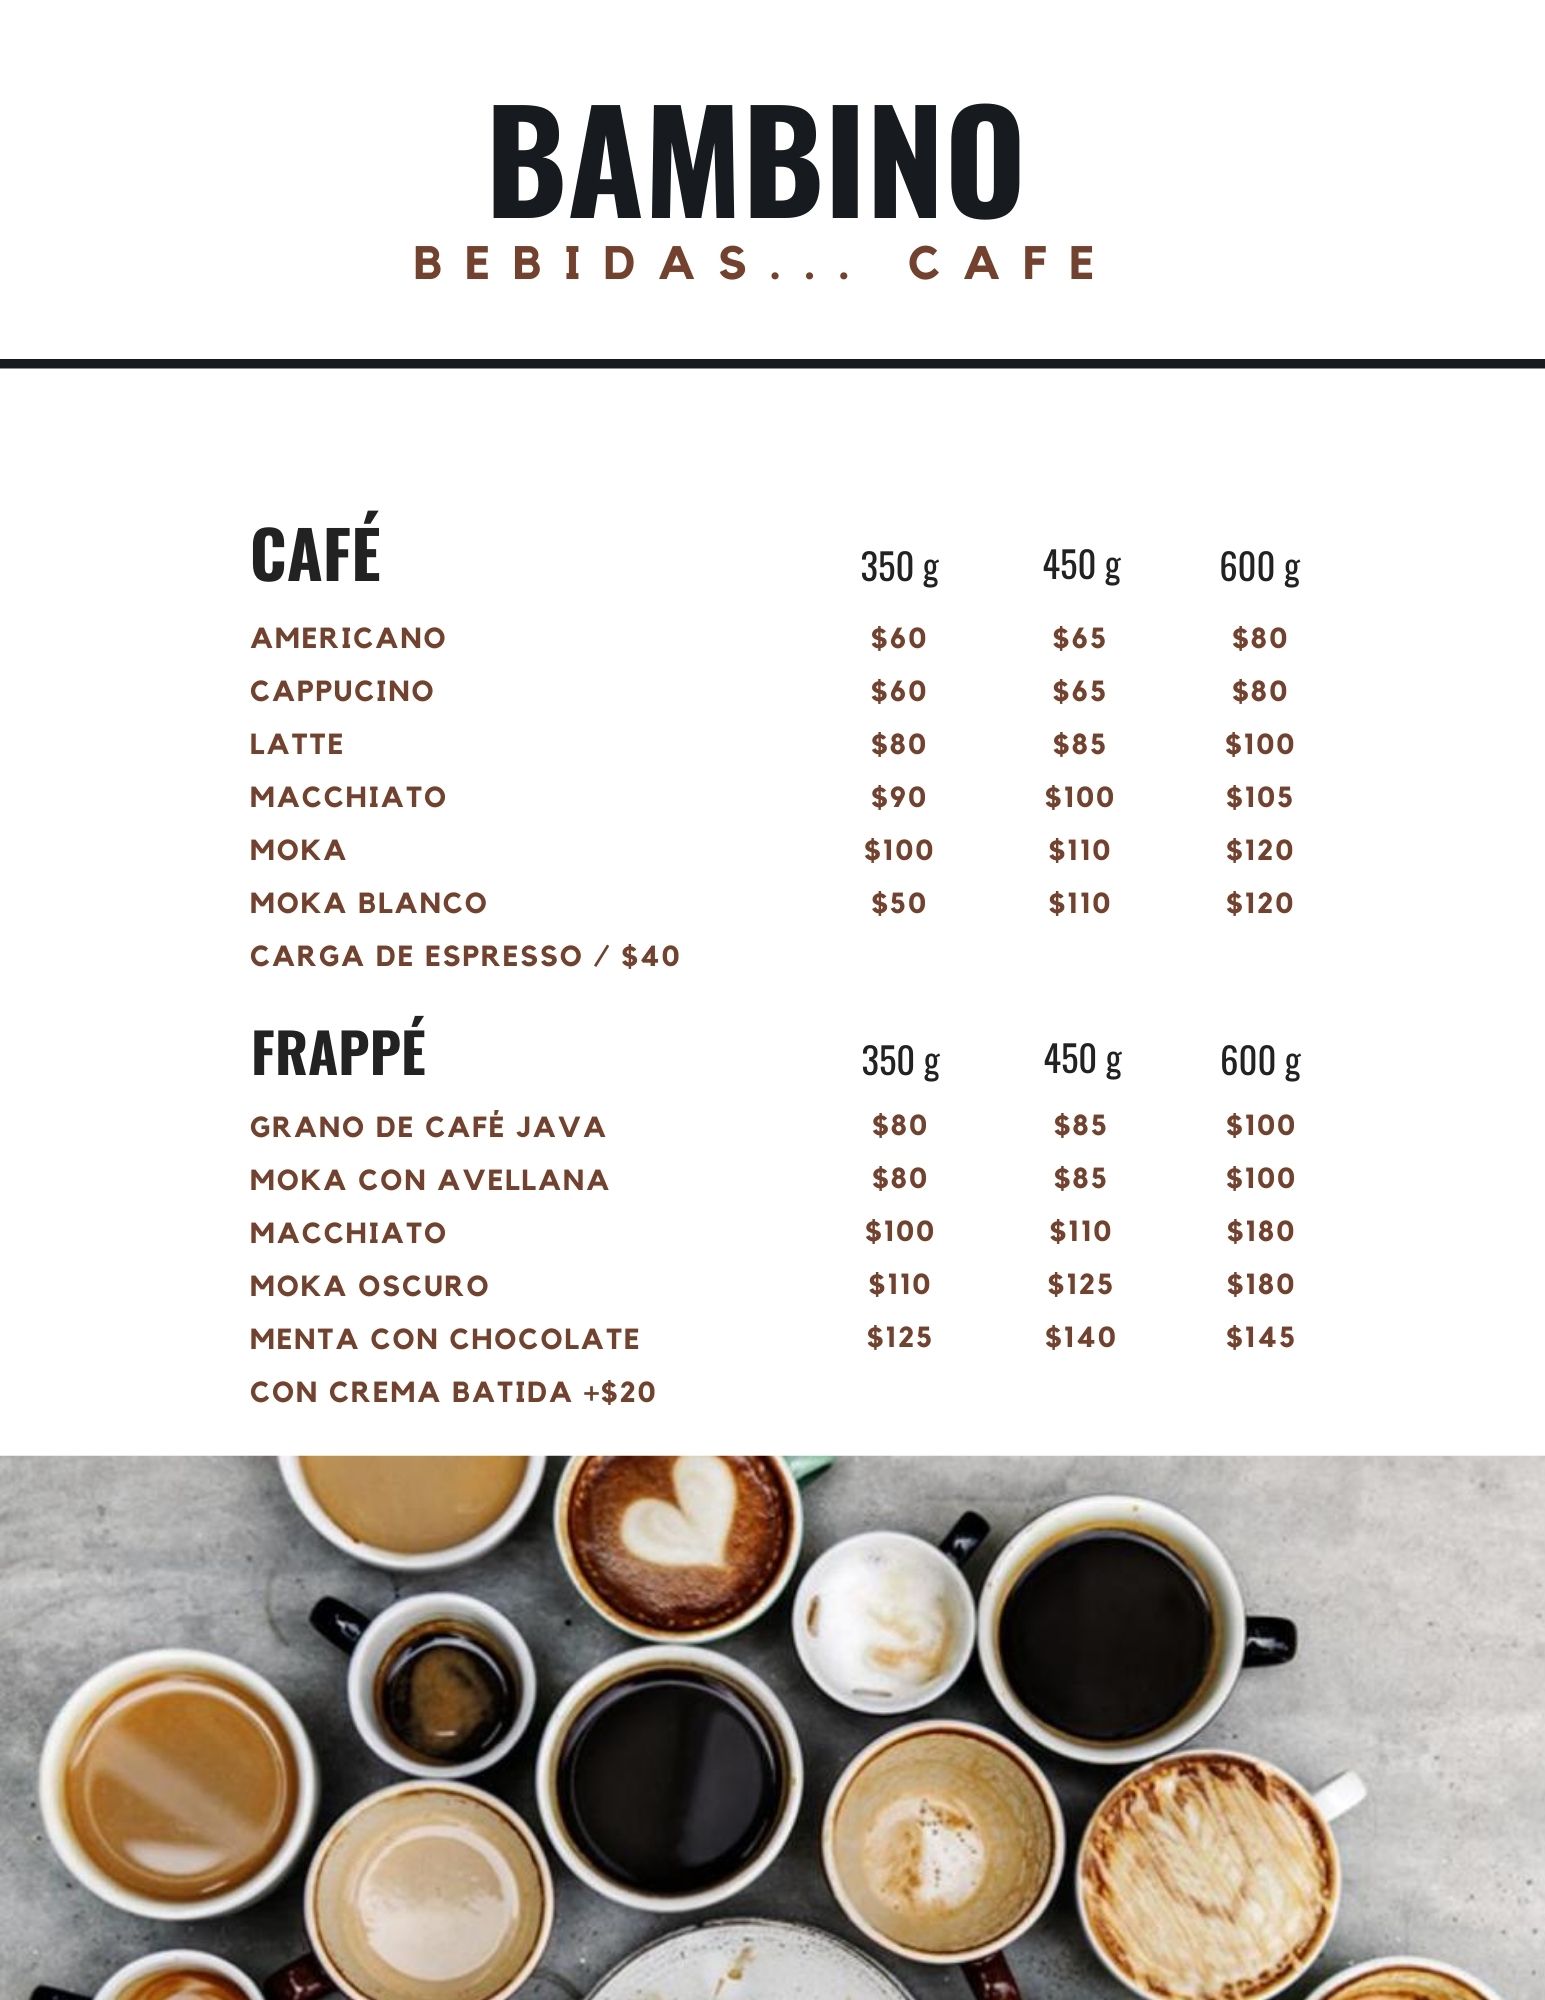 BAMBINO
BEBIDAS... CAFE
CAFÉ 350 g 450 g 600 g
AMERICANO $60 $65 $80
CAPPUCINO $60 $65 $80
LATTE $80 $85 $100
MACCHIATO $90 $100 $105
MOKA $100 $110 $120
MOKA BLANCO $50 $110 $120
CARGA DE ESPRESSO / $40
FRAPPÉ 350 g 450 g 600 g
GRANO DE CAFÉ JAVA $80 $85 $100
MOKA CON AVELLANA $80 $85 $100
MACCHIATO $100 $110 $180
MOKA OSCURO $110 $125 $180
MENTA CON CHOCOLATE $125 $140 $145
CON CREMA BATIDA +$20